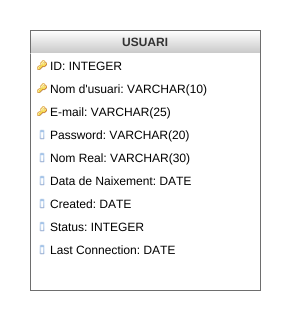 USUARI
ID: INTEGER
Nom d'usuari: VARCHAR(10)
E-mail: VARCHAR(25)
Password: VARCHAR(20)
Nom Real: VARCHAR(30)
Data de Naixement: DATE
Created: DATE
Status: INTEGER
Last Connection: DATE